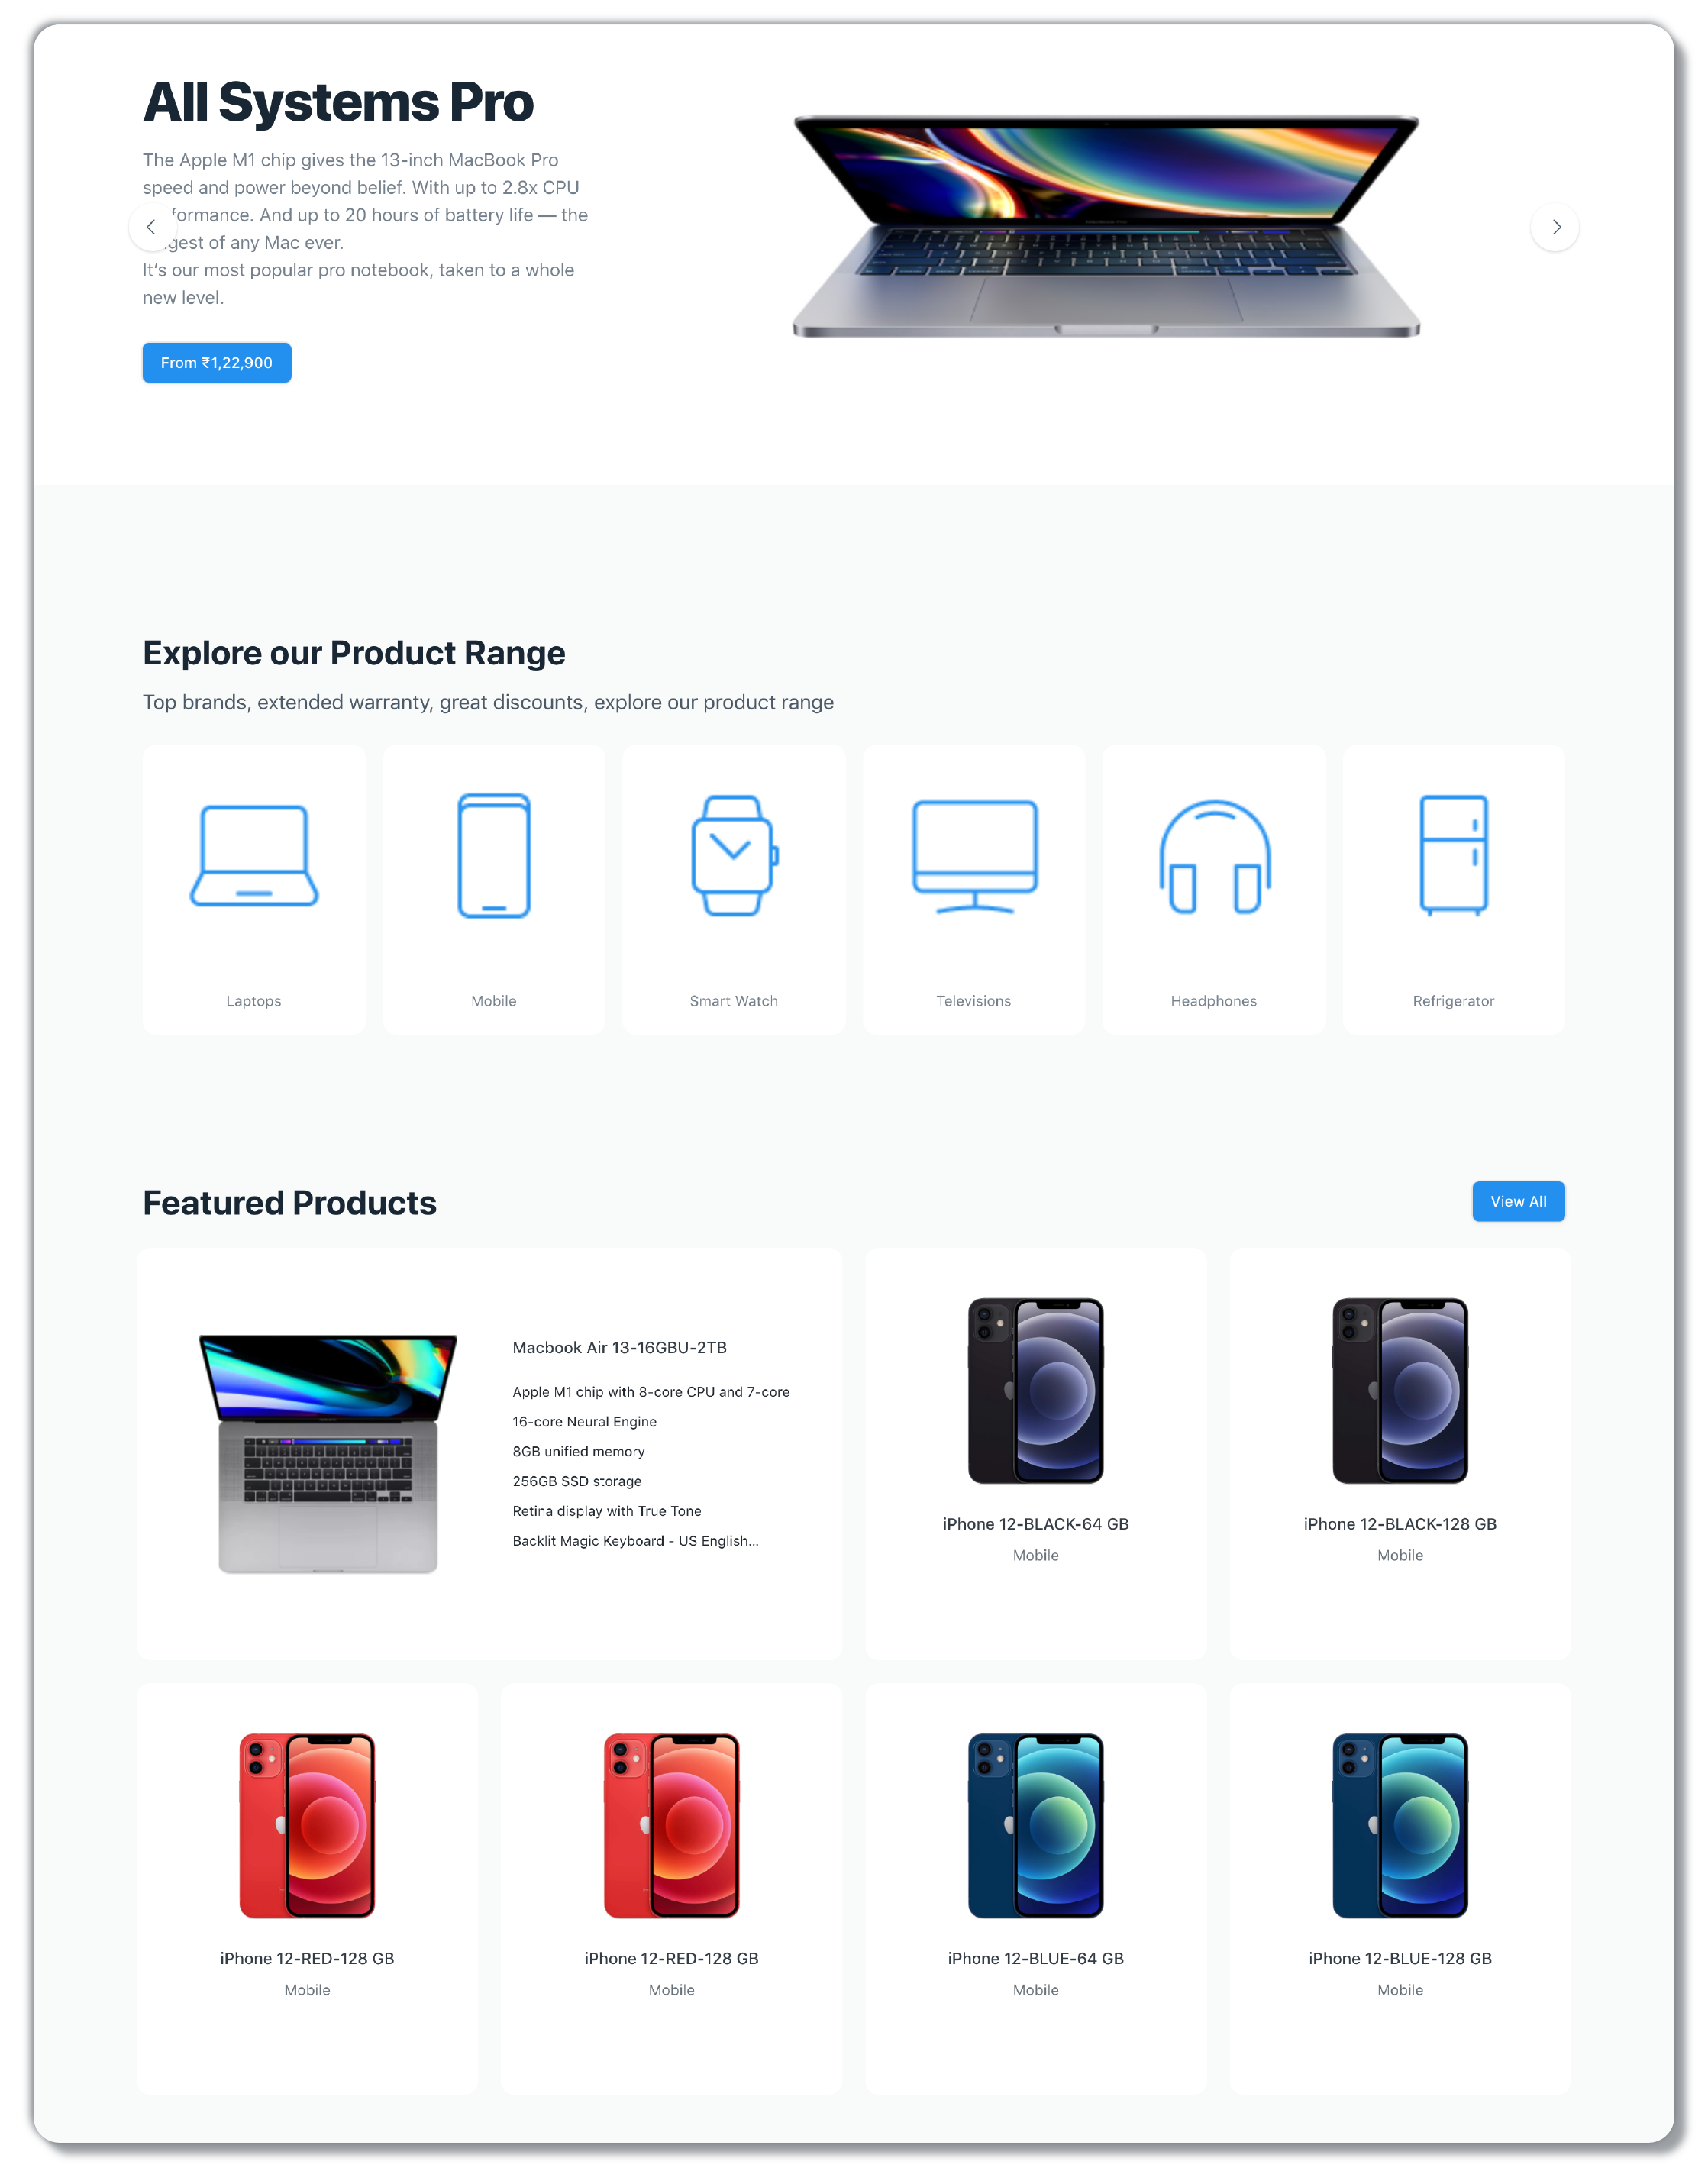 All Systems Pro
The Apple M1 chip gives the 13-inch MacBook Pro
speed and power beyond belief. With up to 2.8x CPU
formance. And up to 20 hours of battery life — the
gest of any Mac ever.
It's our most popular pro notebook, taken to a whole
new level.
From ₹1,22,900
Explore our Product Range
Top brands, extended warranty, great discounts, explore our product range
Laptops
Mobile
Smart Watch
Televisions
Headphones
Refrigerator
Featured Products
View All
Macbook Air 13-16GBU-2TB
Apple M1 chip with 8-core CPU and 7-core
16-core Neural Engine
8GB unified memory
256GB SSD storage
Retina display with True Tone
Backlit Magic Keyboard - US English...
iPhone 12-BLACK-64 GB
Mobile
iPhone 12-BLACK-128 GB
Mobile
iPhone 12-RED-128 GB
Mobile
iPhone 12-RED-128 GB
Mobile
iPhone 12-BLUE-64 GB
Mobile
iPhone 12-BLUE-128 GB
Mobile